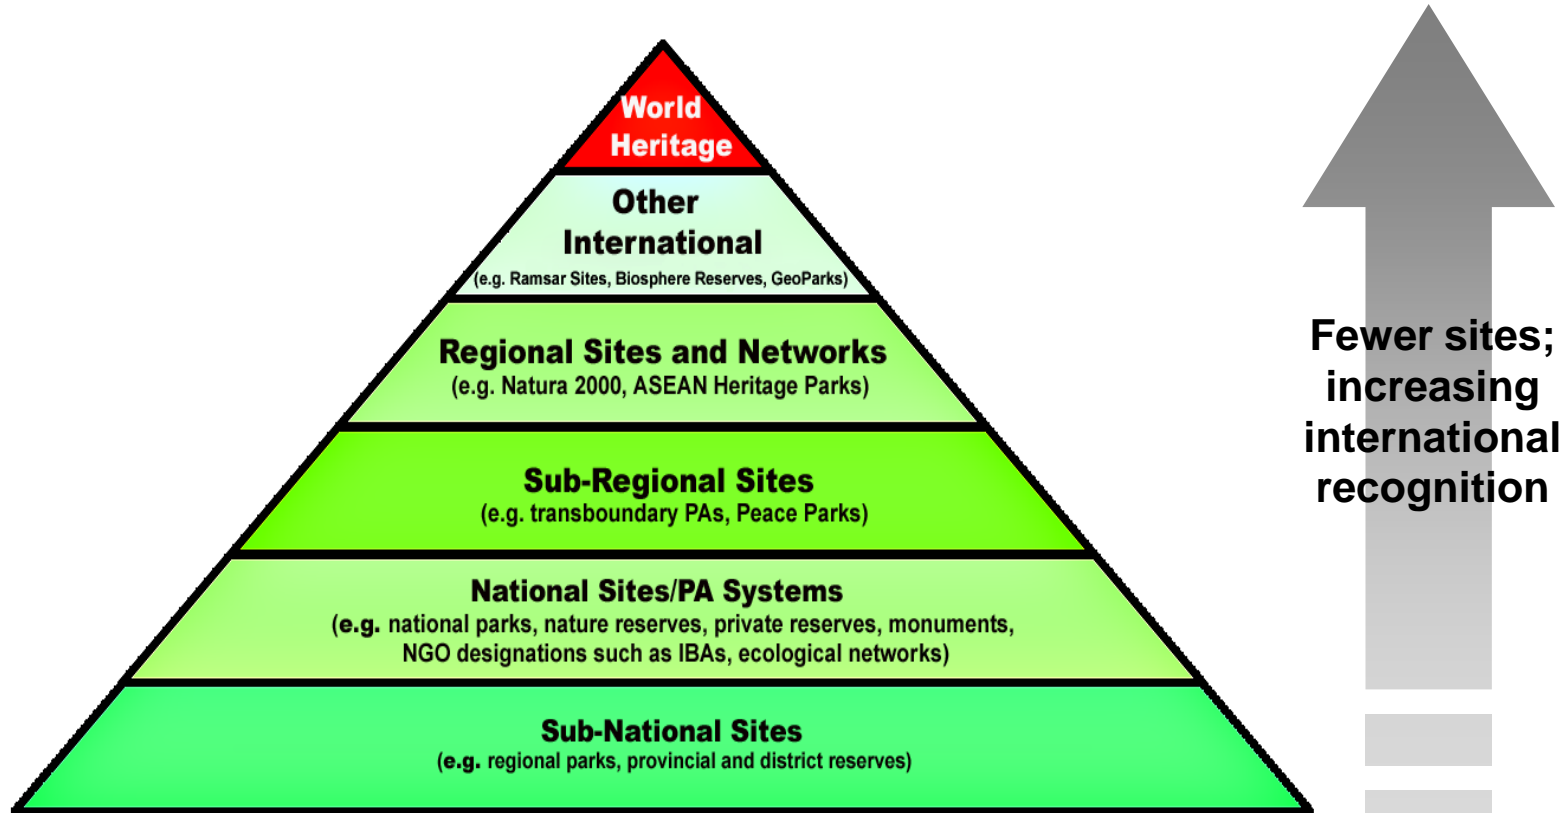 World
Heritage
Other
International
(e.g. Ramsar Sites, Biosphere Reserves, GeoParks)
Regional Sites and Networks
(e.g. Natura 2000, ASEAN Heritage Parks)
Sub-Regional Sites
(e.g. transboundary PAs, Peace Parks)
National Sites/PA Systems
(e.g. national parks, nature reserves, private reserves, monuments,
NGO designations such as IBAs, ecological networks)
Sub-National Sites
(e.g. regional parks, provincial and district reserves)
Fewer sites;
increasing
international
recognition